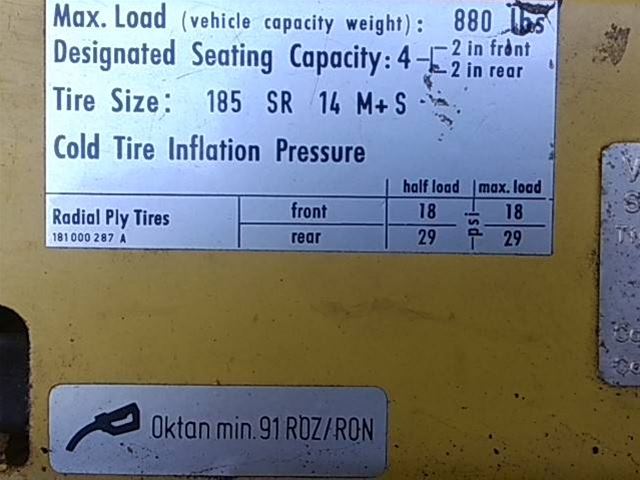 Max. Load (vehicle capacity weight): 880 lbs
Designated Seating Capacity: 4 2 in front
2 in rear
Tire Size: 185 SR 14 M+S
Cold Tire Inflation Pressure
half load max. load
Radial Ply Tires front 18 psi 18
181 000 287 A rear 29 29
Oktan min. 91 ROZ/RON